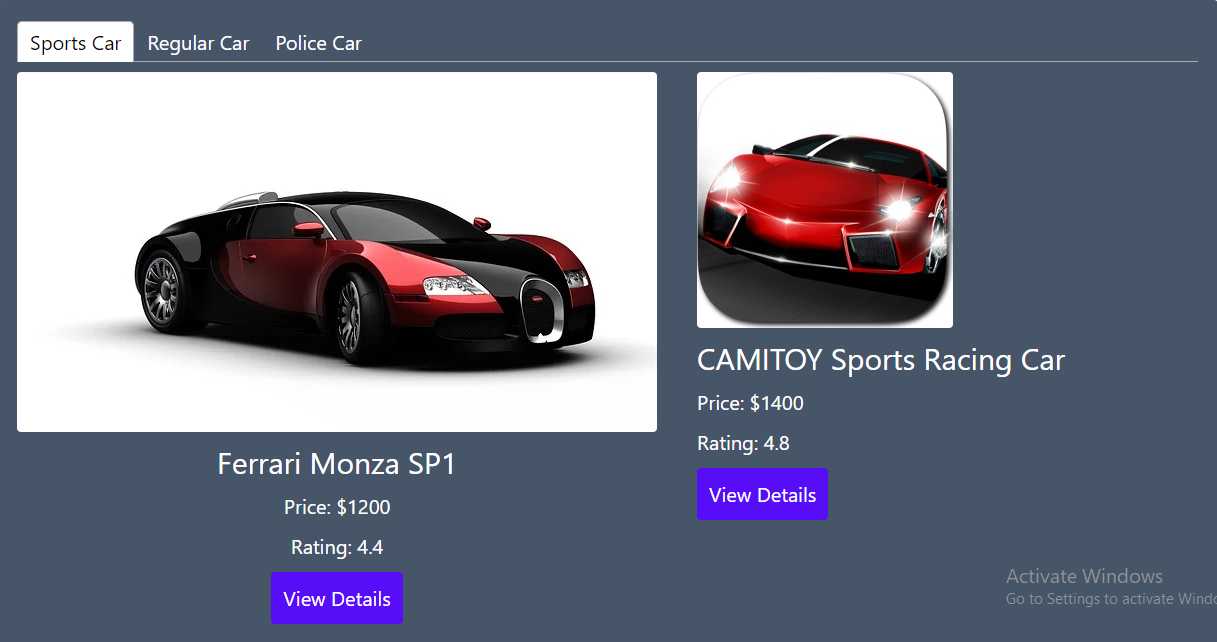 Sports Car
Regular Car
Police Car
Ferrari Monza SP1
Price: $1200
Rating: 4.4
View Details
CAMITOY Sports Racing Car
Price: $1400
Rating: 4.8
View Details
Activate Windows
Go to Settings to activate Windo